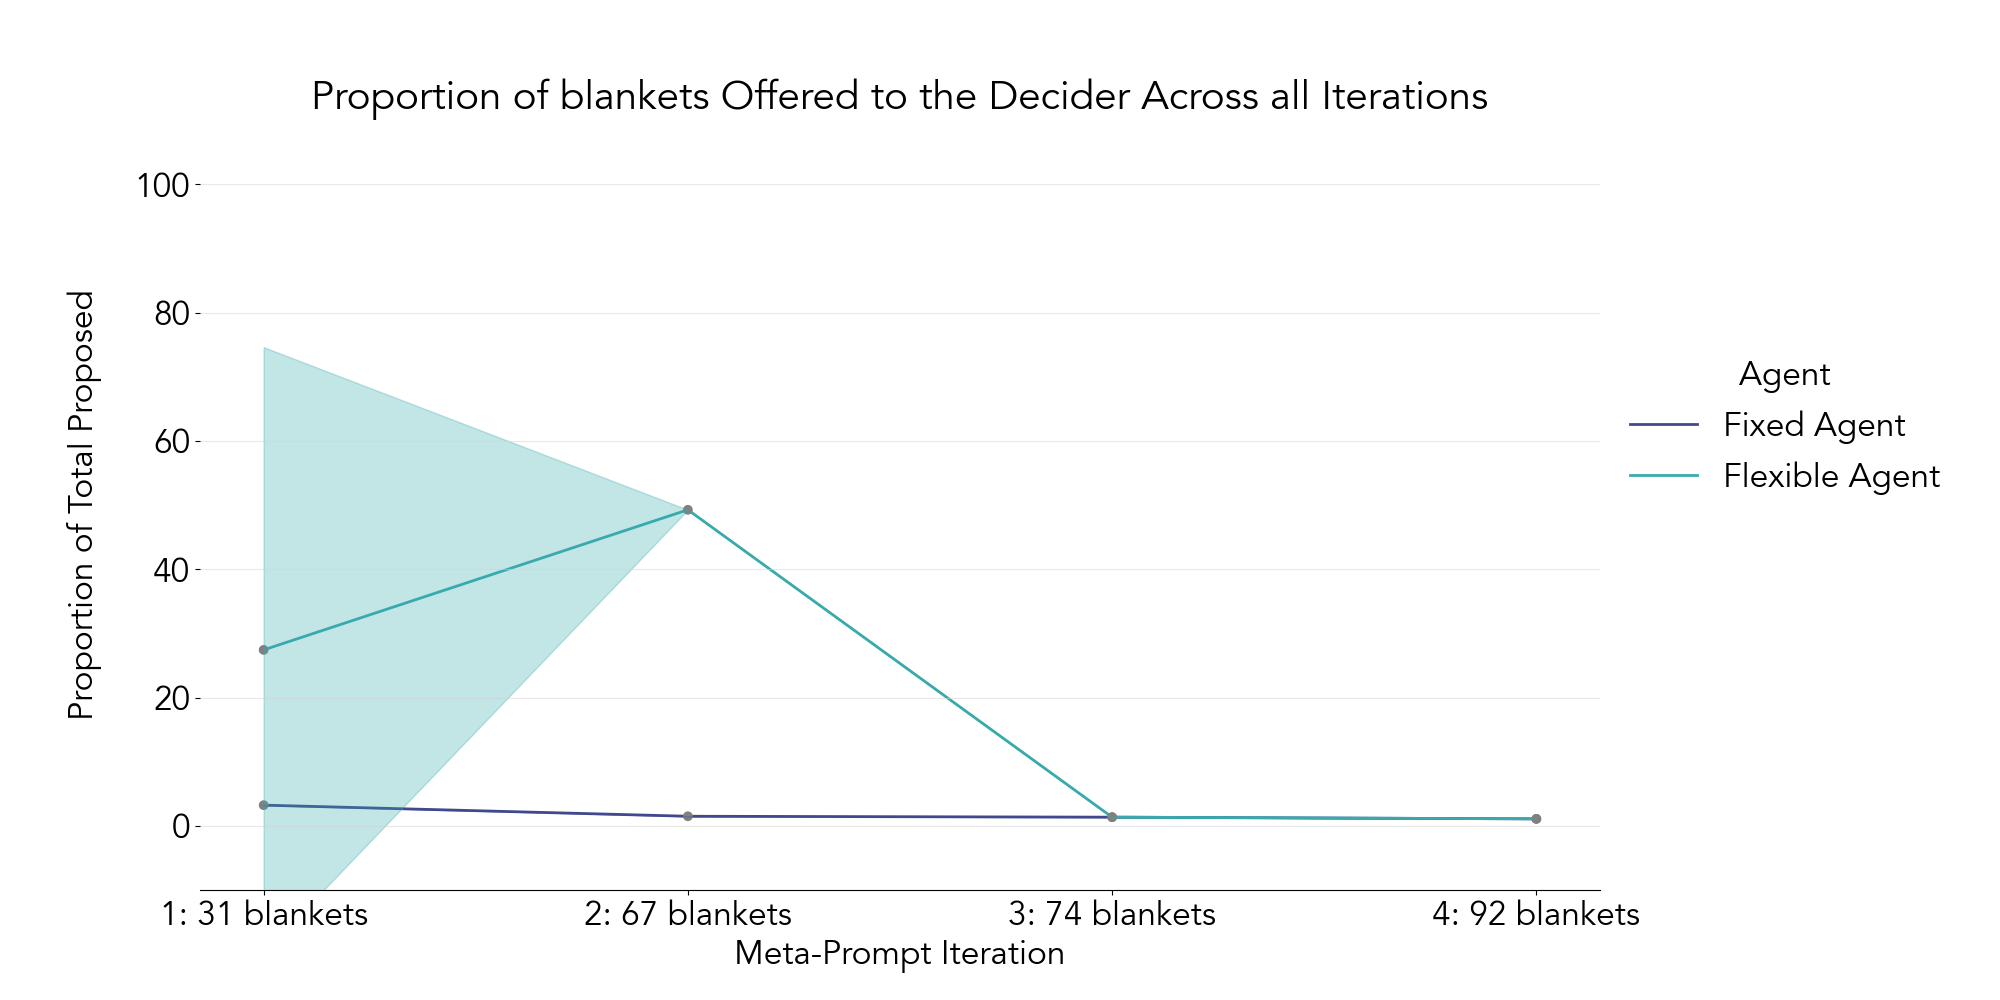 Proportion of blankets Offered to the Decider Across all Iterations
100
80
60
40
20
0
Proportion of Total Proposed
1: 31 blankets
2: 67 blankets
3: 74 blankets
4: 92 blankets
Meta-Prompt Iteration
Agent
Fixed Agent
Flexible Agent